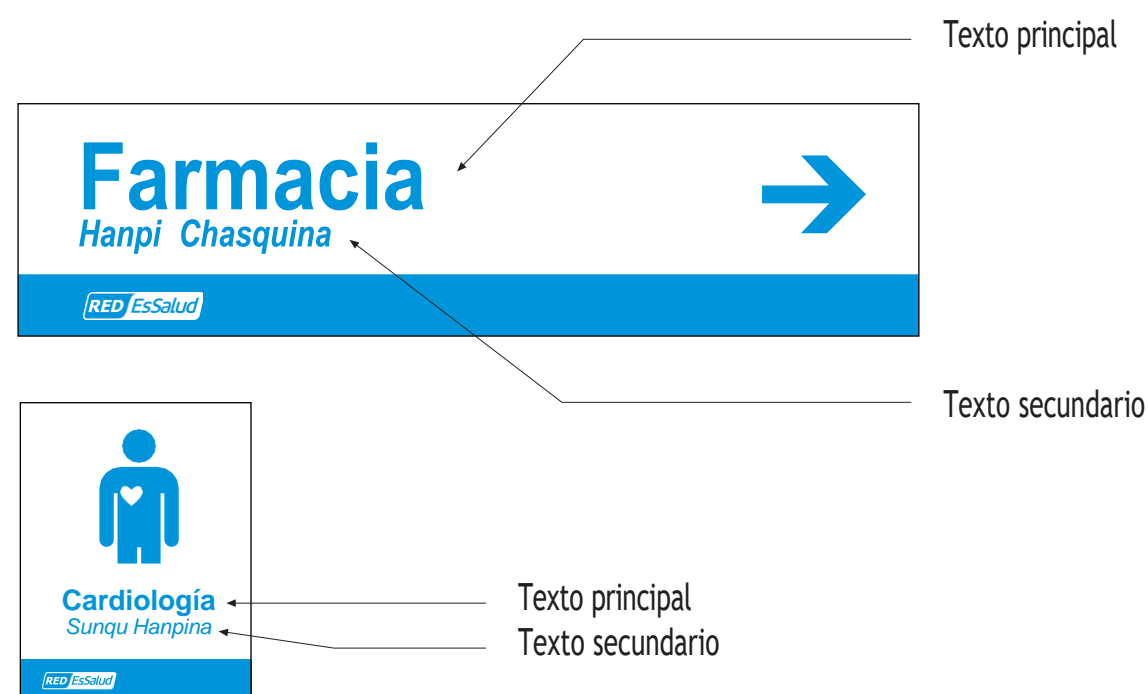 Texto principal
Farmacia
Hanpi Chasquina
RED EsSalud
Texto secundario
Cardiología
Sunqu Hanpina
Texto principal
Texto secundario
RED EsSalud